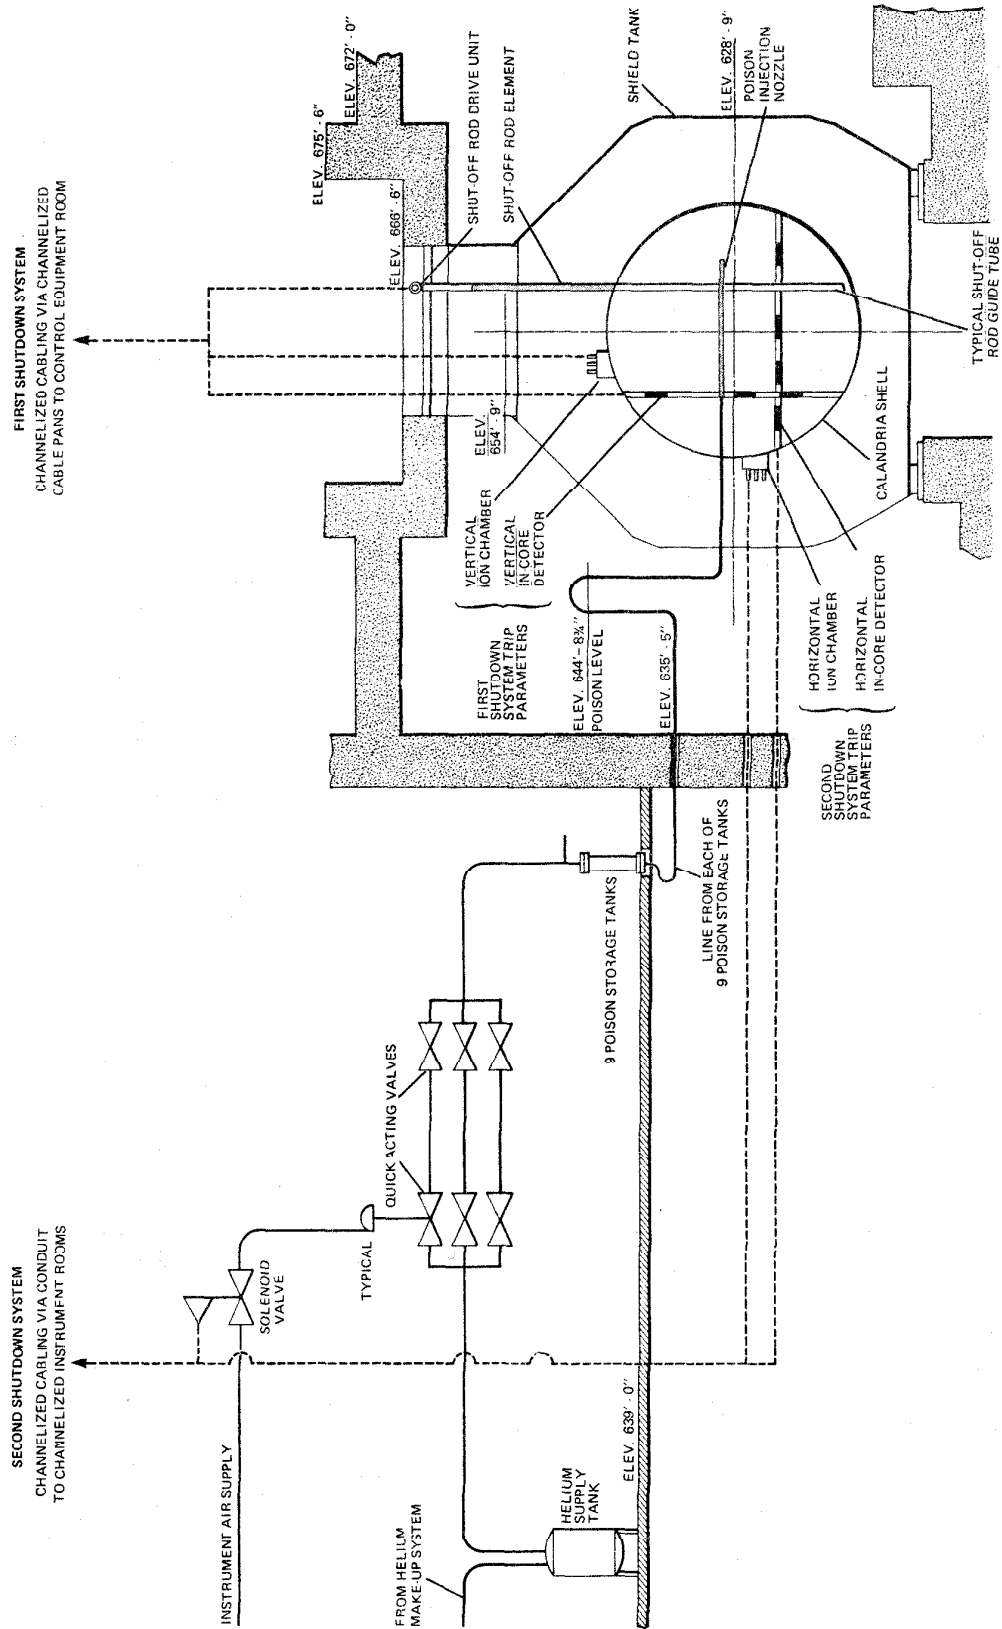 SECOND SHUTDOWN SYSTEM
CHANNELIZED CABLING VIA CONDUIT
TO CHANNELIZED INSTRUMENT ROOMS
FIRST SHUTDOWN SYSTEM
CHANNELIZED CABLING VIA CHANNELIZED
CABLE PANS TO CONTROL EQUIPMENT ROOM
INSTRUMENT AIR SUPPLY
SOLENOID
VALVE
TYPICAL
QUICK ACTING VALVES
FROM HELIUM
MAKE-UP SYSTEM
HELIUM
SUPPLY
TANK
ELEV. 639' - 0"
9 POISON STORAGE TANKS
LINE FROM EACH OF
9 POISON STORAGE TANKS
ELEV. 675' - 6"
ELEV. 672' - 0"
ELEV. 666' - 6"
SHUT-OFF ROD DRIVE UNIT
SHUT-OFF ROD ELEMENT
ELEV.
654' - 9"
VERTICAL
ION CHAMBER
VERTICAL
IN-CORE
DETECTOR
FIRST
SHUTDOWN
SYSTEM TRIP
PARAMETERS
ELEV. 644' - 8¾"
POISON LEVEL
ELEV. 635' - 5"
SHIELD TANK
ELEV. 628' - 9"
POISON
INJECTION
NOZZLE
HORIZONTAL
ION CHAMBER
HORIZONTAL
IN-CORE DETECTOR
SECOND
SHUTDOWN
SYSTEM TRIP
PARAMETERS
CALANDRIA SHELL
TYPICAL SHUT-OFF
ROD GUIDE TUBE